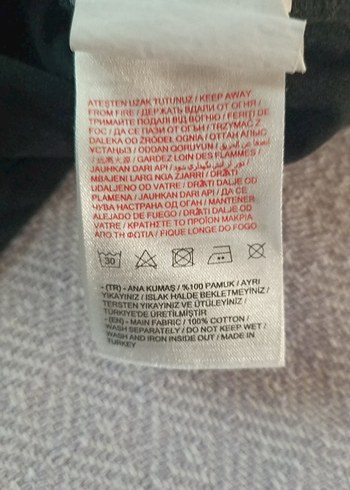 ATEŞTEN UZAK TUTUNUZ / KEEP AWAY
FROM FIRE / ДЕРЖАТЬ ВДАЛИ ОТ ОГНЯ /
ТРИМАЙТЕ ПОДАЛІ ВІД ВОГНЮ / FERIȚI DE
FOC / ДА СЕ ПАЗИ ОТ ОГЪН / TRZYMAĆ Z
DALEKA OD ŹRÓDEŁ OGNIA / ОТТАН АЛЫС
ҰСТАҢЫЗ / ODDAN QORUYUN /
/ GARDEZ LOIN DES FLAMMES /
JAUHKAN DARI API /
MBAJENI LARG NGA ZJARRI / DRŽATI
UDALJENO OD VATRE / DRŽATI DALJE OD
PLAMENA / JAUHKAN DARI API / ДА СЕ
ЧУВА НАСТРАНА ОД ОГАН / MANTENER
ALEJADO DE FUEGO / DRŽATI DALJE OD
VATRE / ΚΡΑΤΗΣΤΕ ΤΟ ΠΡΟΪΟΝ ΜΑΚΡΙΑ
ΑΠΟ ΤΗ ΦΩΤΙΑ / FIQUE LONGE DO FOGO
30
- (TR) - ANA KUMAŞ / %100 PAMUK / AYRI
YIKAYINIZ / ISLAK HALDE BEKLETMEYİNİZ /
TERSTEN YIKAYINIZ VE ÜTÜLEYİNİZ /
TÜRKİYE'DE ÜRETİLMİŞTİR
- (EN) - MAIN FABRIC / 100% COTTON /
WASH SEPARATELY / DO NOT KEEP WET /
WASH AND IRON INSIDE OUT / MADE IN
TURKEY